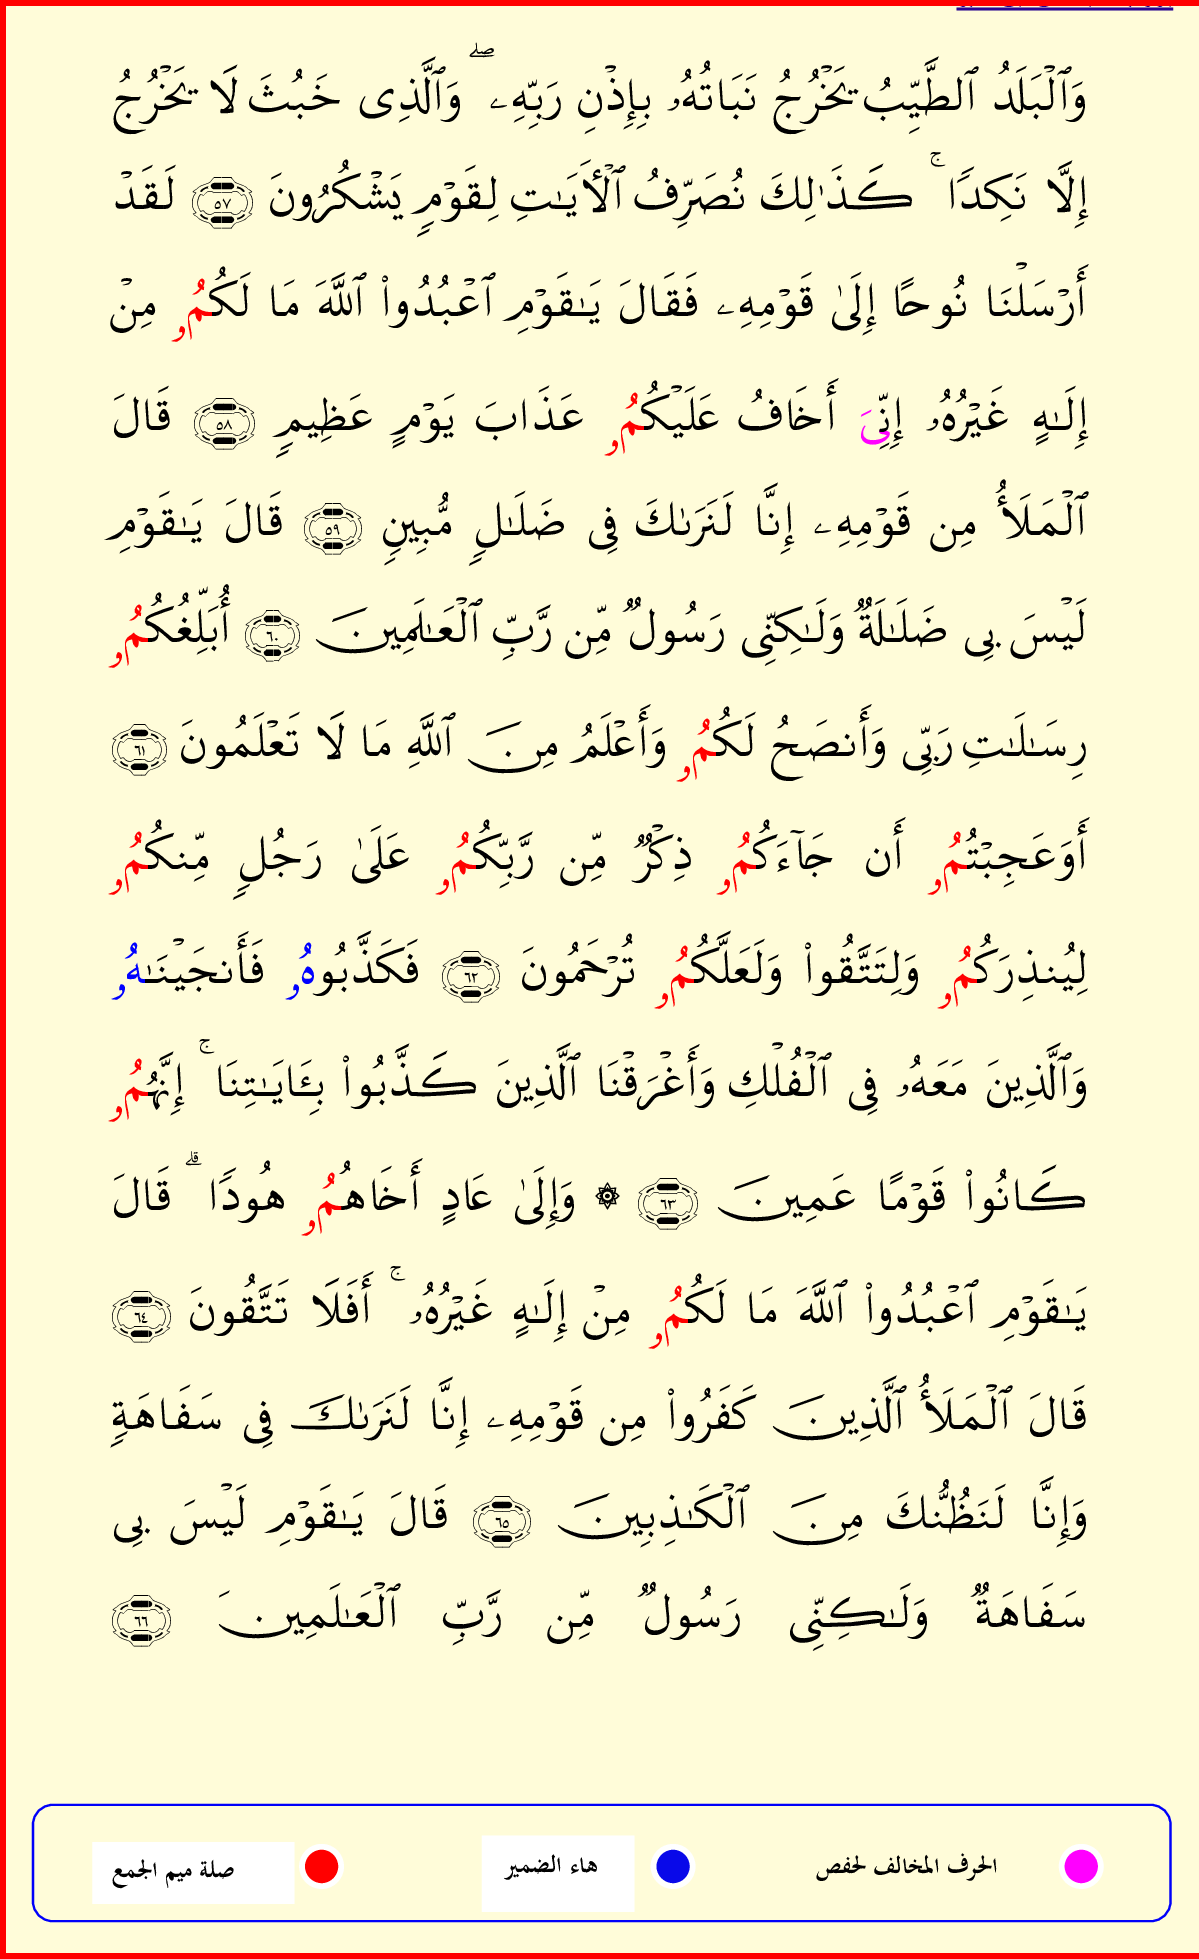 وَٱلْبَلَدُ ٱلطَّيِّبُ يَخْرُجُ نَبَاتُهُۥ بِإِذْنِ رَبِّهِۦ ۖ وَٱلَّذِى خَبُثَ لَا يَخْرُجُ
إِلَّا نَكِدًا ۚ كَذَٰلِكَ نُصَرِّفُ ٱلْأَيَـٰتِ لِقَوْمٍ يَشْكُرُونَ ٥٧ لَقَدْ
أَرْسَلْنَا نُوحًا إِلَىٰ قَوْمِهِۦ فَقَالَ يَـٰقَوْمِ ٱعْبُدُوا۟ ٱللَّهَ مَا لَكُمُۥ مِنْ
إِلَـٰهٍ غَيْرُهُۥ إِنِّىَ أَخَافُ عَلَيْكُمُۥ عَذَابَ يَوْمٍ عَظِيمٍ ٥٨ قَالَ
ٱلْمَلَأُ مِن قَوْمِهِۦ إِنَّا لَنَرَىٰكَ فِى ضَلَـٰلٍ مُّبِينٍ ٥٩ قَالَ يَـٰقَوْمِ
لَيْسَ بِى ضَلَـٰلَةٌ وَلَـٰكِنِّى رَسُولٌ مِّن رَّبِّ ٱلْعَـٰلَمِينَ ٦٠ أُبَلِّغُكُمُۥ
رِسَـٰلَـٰتِ رَبِّى وَأَنصَحُ لَكُمُۥ وَأَعْلَمُ مِنَ ٱللَّهِ مَا لَا تَعْلَمُونَ ٦١
أَوَعَجِبْتُمُۥ أَن جَآءَكُمُۥ ذِكْرٌ مِّن رَّبِّكُمُۥ عَلَىٰ رَجُلٍ مِّنكُمُۥ
لِيُنذِرَكُمُۥ وَلِتَتَّقُوا۟ وَلَعَلَّكُمُۥ تُرْحَمُونَ ٦٢ فَكَذَّبُوهُۥ فَأَنجَيْنَـٰهُۥ
وَٱلَّذِينَ مَعَهُۥ فِى ٱلْفُلْكِ وَأَغْرَقْنَا ٱلَّذِينَ كَذَّبُوا۟ بِـَٔايَـٰتِنَا ۚ إِنَّهُمُۥ
كَانُوا۟ قَوْمًا عَمِينَ ٦٣ ۞ وَإِلَىٰ عَادٍ أَخَاهُمُۥ هُودًا ۗ قَالَ
يَـٰقَوْمِ ٱعْبُدُوا۟ ٱللَّهَ مَا لَكُمُۥ مِنْ إِلَـٰهٍ غَيْرُهُۥ ۚ أَفَلَا تَتَّقُونَ ٦٤
قَالَ ٱلْمَلَأُ ٱلَّذِينَ كَفَرُوا۟ مِن قَوْمِهِۦ إِنَّا لَنَرَىٰكَ فِى سَفَاهَةٍ
وَإِنَّا لَنَظُنُّكَ مِنَ ٱلْكَـٰذِبِينَ ٦٥ قَالَ يَـٰقَوْمِ لَيْسَ بِى
سَفَاهَةٌ وَلَـٰكِنِّى رَسُولٌ مِّن رَّبِّ ٱلْعَـٰلَمِينَ ٦٦
الحرف المخالف لحفص
هاء الضمير
صلة ميم الجمع